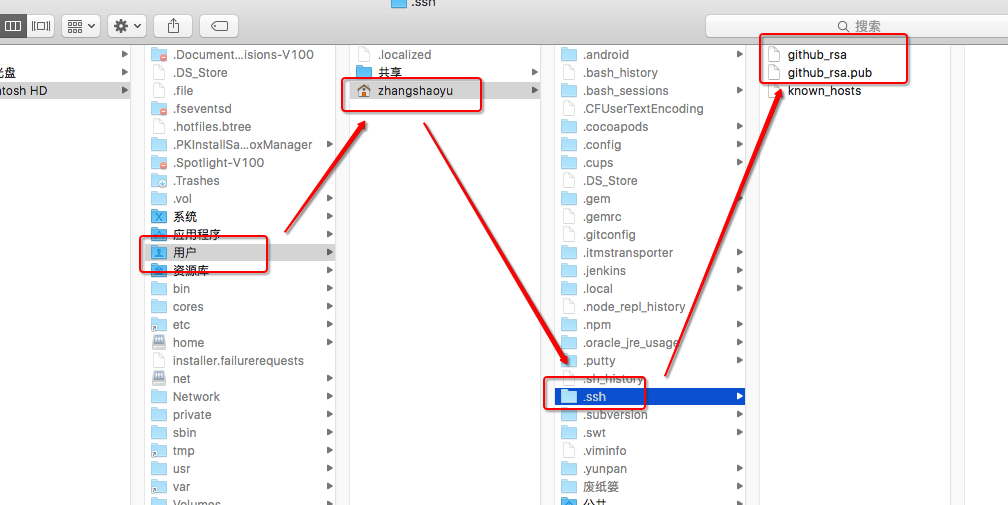 .ssh
搜索
光盘
ntosh HD
.Document...isions-V100
.DS_Store
.file
.fseventsd
.hotfiles.btree
.PKInstallSa...oxManager
.Spotlight-V100
.Trashes
.vol
系统
应用程序
用户
资源库
bin
cores
etc
home
installer.failurerequests
net
Network
private
sbin
tmp
usr
var
Volumes
.localized
共享
zhangshaoyu
.android
.bash_history
.bash_sessions
.CFUserTextEncoding
.cocoapods
.config
.cups
.DS_Store
.gem
.gemrc
.gitconfig
.itmstransporter
.jenkins
.local
.node_repl_history
.npm
.oracle_jre_usage
.putty
.sh_history
.ssh
.subversion
.swt
.viminfo
.yunpan
废纸篓
公共
github_rsa
github_rsa.pub
known_hosts